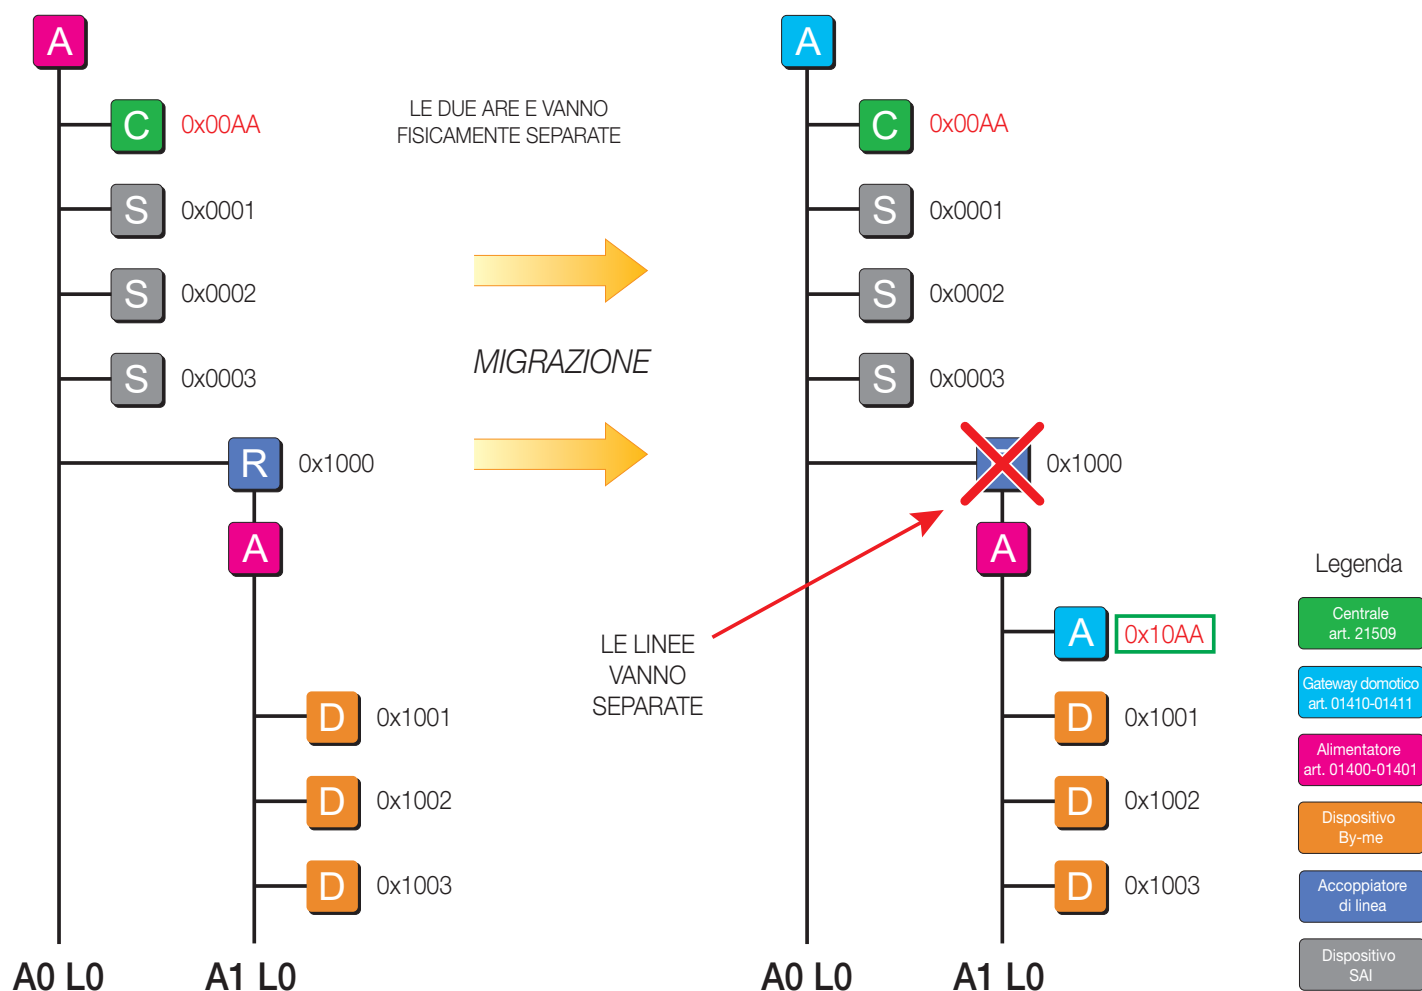 A
C 0x00AA
S 0x0001
S 0x0002
S 0x0003
R 0x1000
A
D 0x1001
D 0x1002
D 0x1003
A0 L0 A1 L0
LE DUE ARE E VANNO
FISICAMENTE SEPARATE
MIGRAZIONE
LE LINEE
VANNO
SEPARATE
A
C 0x00AA
S 0x0001
S 0x0002
S 0x0003
0x1000
A
A 0x10AA
D 0x1001
D 0x1002
D 0x1003
A0 L0 A1 L0
Legenda
Centrale
art. 21509
Gateway domotico
art. 01410-01411
Alimentatore
art. 01400-01401
Dispositivo
By-me
Accoppiatore
di linea
Dispositivo
SAI